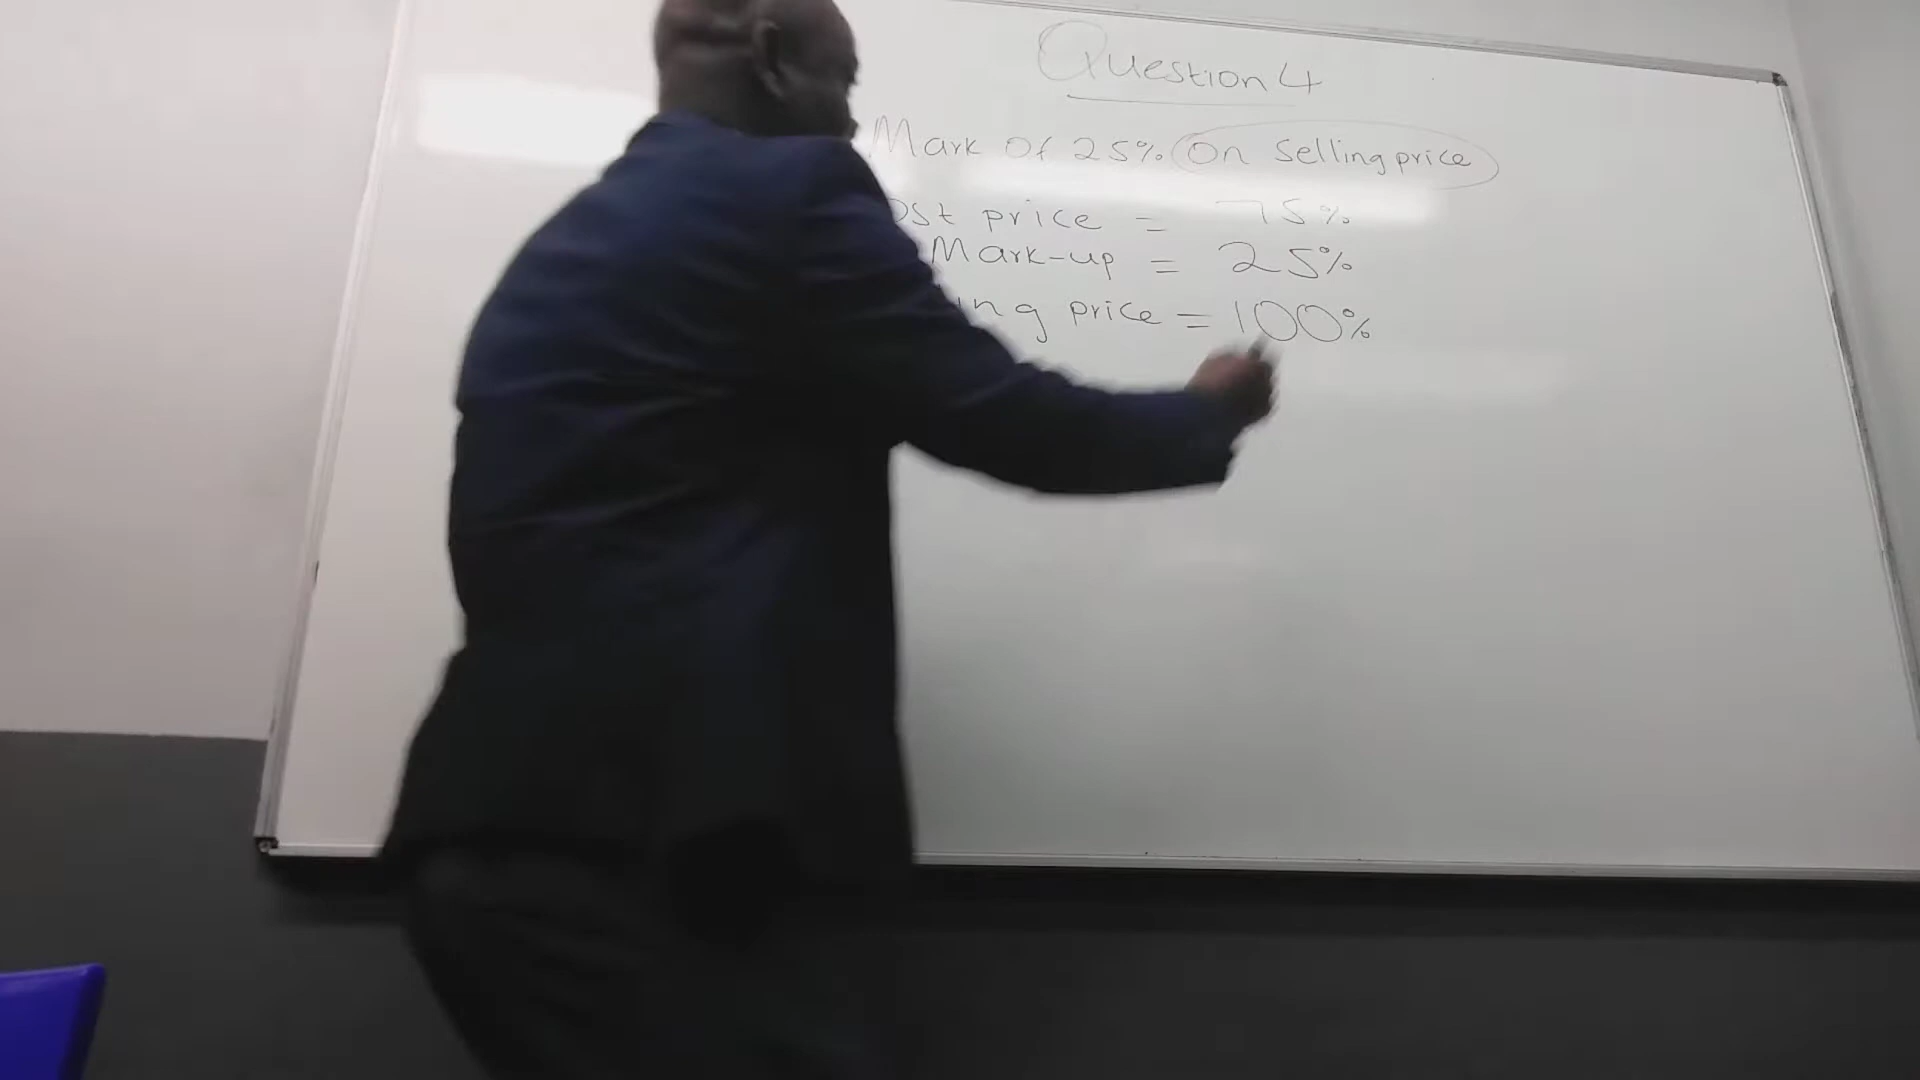 Question 4
Mark of 25% on selling price
ost price = 75%
Mark-up = 25%
ing price = 100%